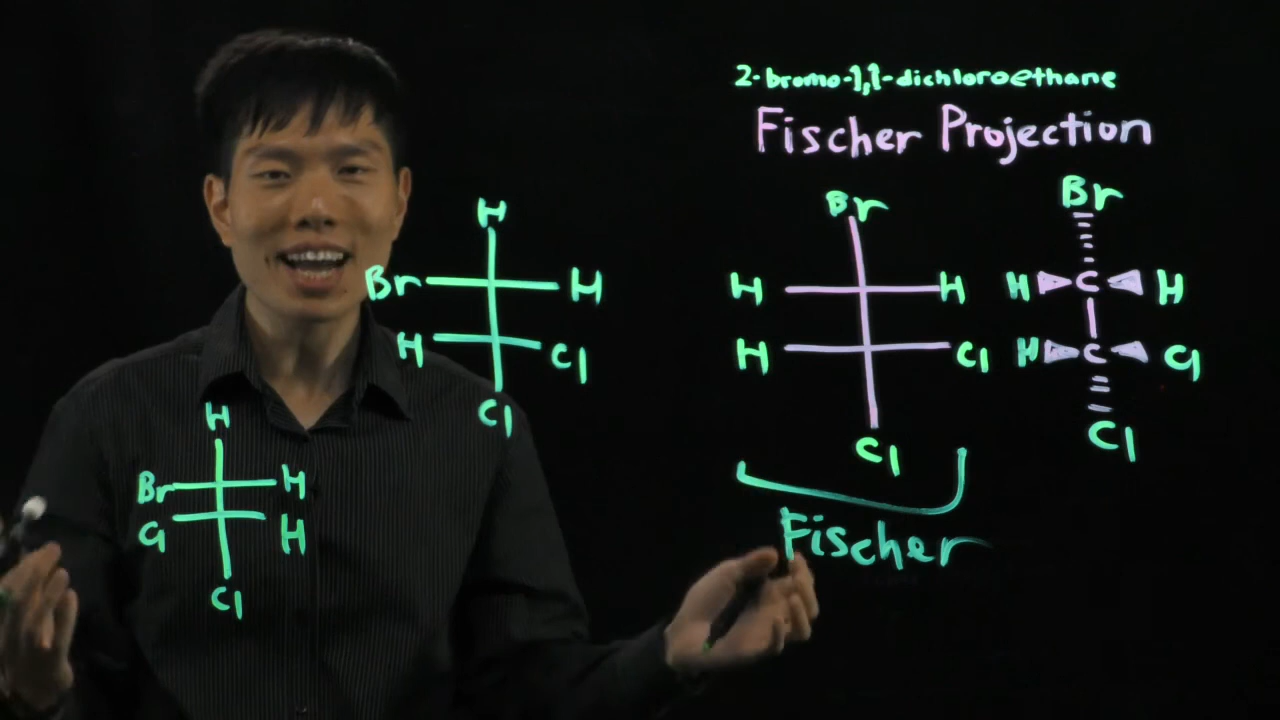 2-bromo-1,1-dichloroethane
Fischer Projection
H
Br H
H Cl
Cl
Br
H H
H Cl
Cl
Br
H C H
H C Cl
Cl
H
Br H
Cl H
Cl
Fischer